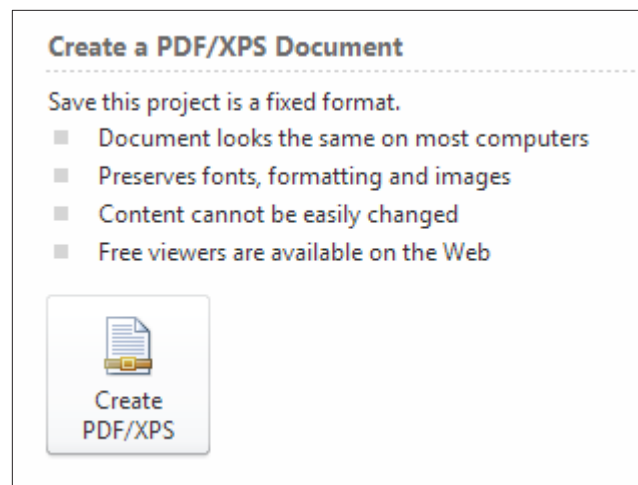 Create a PDF/XPS Document
Save this project is a fixed format.
Document looks the same on most computers
Preserves fonts, formatting and images
Content cannot be easily changed
Free viewers are available on the Web
Create
PDF/XPS